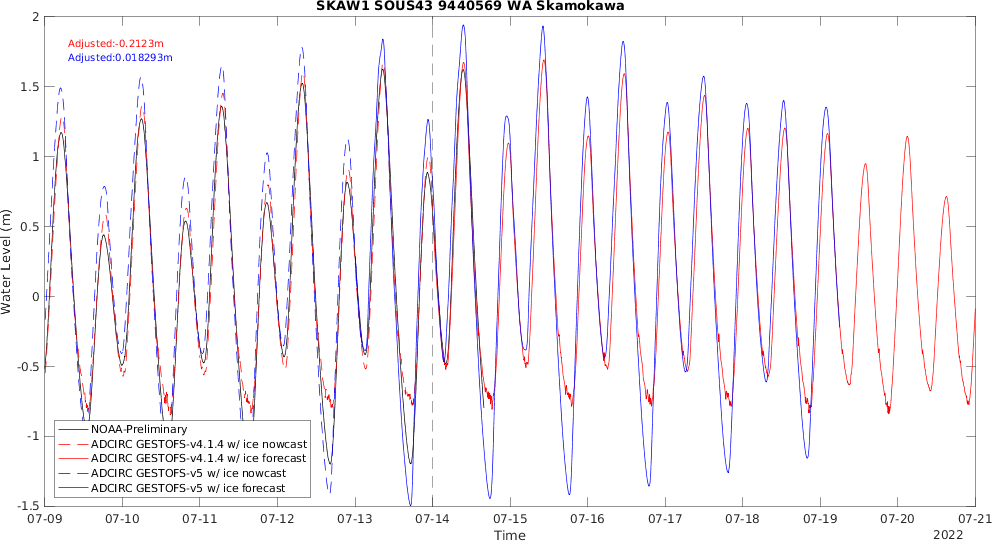 SKAW1 SOUS43 9440569 WA Skamokawa
Adjusted:-0.2123m
Adjusted:0.018293m
Water Level (m)
2
1.5
1
0.5
0
-0.5
-1
-1.5
NOAA-Preliminary
ADCIRC GESTOFS-v4.1.4 w/ ice nowcast
ADCIRC GESTOFS-v4.1.4 w/ ice forecast
ADCIRC GESTOFS-v5 w/ ice nowcast
ADCIRC GESTOFS-v5 w/ ice forecast
07-09 07-10 07-11 07-12 07-13 07-14 07-15 07-16 07-17 07-18 07-19 07-20 07-21
Time
2022